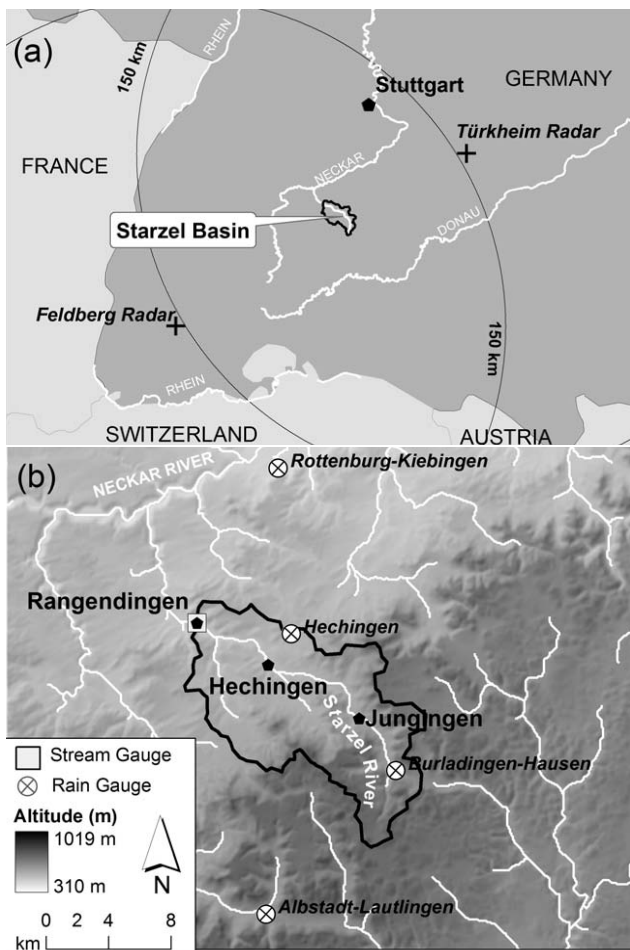 (a)
RHEIN
150 km
Stuttgart
GERMANY
Türkheim Radar
FRANCE
NECKAR
DONAU
Starzel Basin
Feldberg Radar
150 km
RHEIN
SWITZERLAND
AUSTRIA
(b)
NECKAR RIVER
Rottenburg-Kiebingen
Rangendingen
Hechingen
Hechingen
Jungingen
Starzel River
Burladingen-Hausen
Stream Gauge
Rain Gauge
Altitude (m)
1019 m
310 m
N
Albstadt-Lautlingen
0 4 8
km